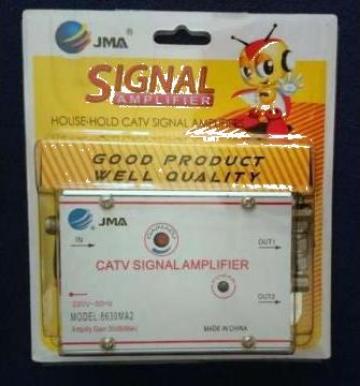 JMA
SIGNAL
AMPLIFIER
HOUSE-HOLD CATV SIGNAL AMPLIFIER
GOOD PRODUCT
WELL QUALITY
JMA
IN
OUT1
CATV SIGNAL AMPLIFIER
220V~50Hz
OUT2
MODEL: 8630MA2
MADE IN CHINA